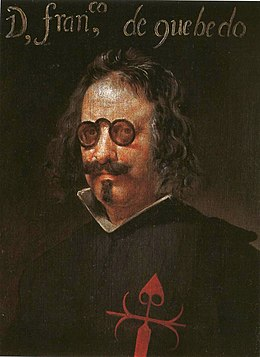 D, fran,co de quebedo